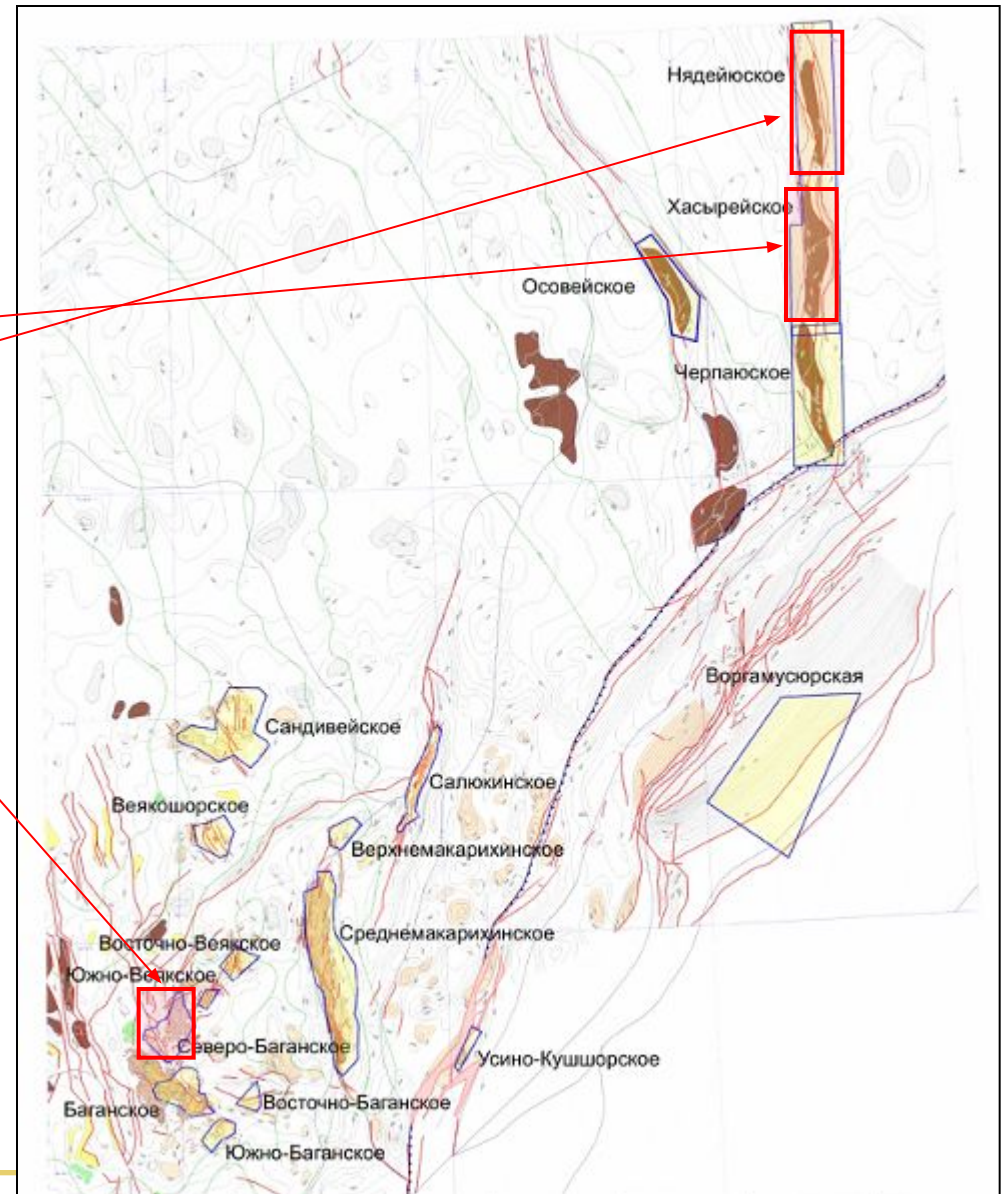 Нядейюское
Хасырейское
Осовейское
Черпаюское
Воргамусюрская
Сандивейское
Салюкинское
Веякошорское
Верхнемакарихинское
Среднемакарихинское
Восточно-Веякское
Южно-Веякское
Северо-Баганское
Усино-Кушшорское
Баганское
Восточно-Баганское
Южно-Баганское